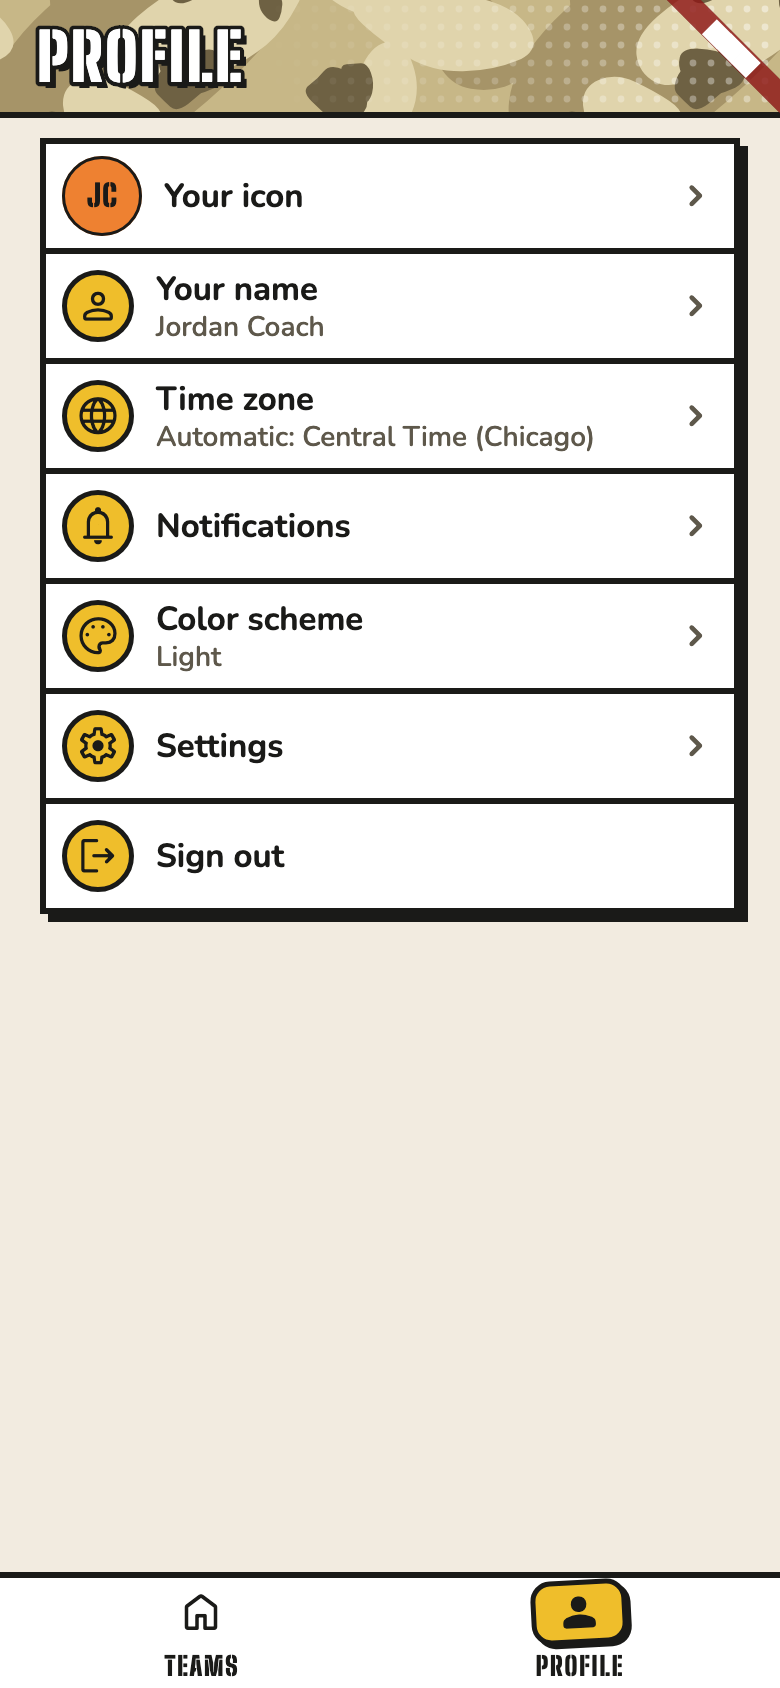 PROFILE
JC
Your icon
Your name
Jordan Coach
Time zone
Automatic: Central Time (Chicago)
Notifications
Color scheme
Light
Settings
Sign out
TEAMS
PROFILE